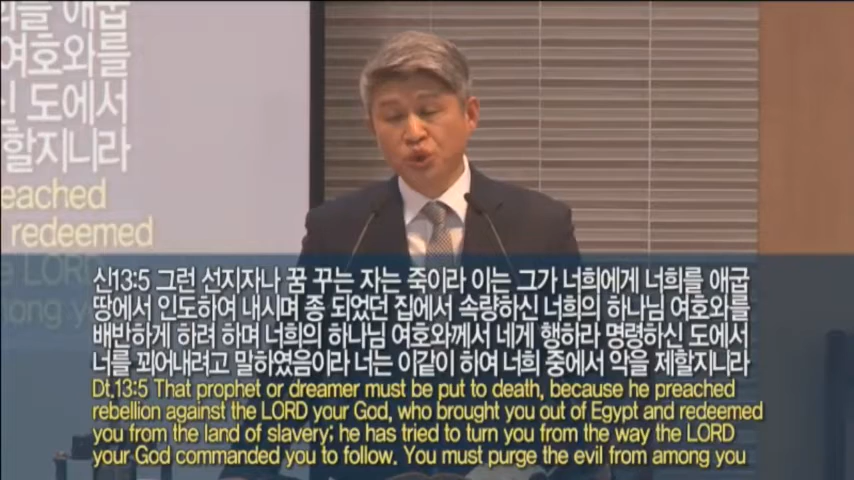 를 애굽
여호와를
신 도에서
제할지니라
eached
redeemed
he LORD
mong you
신13:5 그런 선지자나 꿈 꾸는 자는 죽이라 이는 그가 너희에게 너희를 애굽
땅에서 인도하여 내시며 종 되었던 집에서 속량하신 너희의 하나님 여호와를
배반하게 하려 하며 너희의 하나님 여호와께서 네게 행하라 명령하신 도에서
너를 꾀어내려고 말하였음이라 너는 이같이 하여 너희 중에서 악을 제할지니라
Dt.13:5 That prophet or dreamer must be put to death, because he preached
rebellion against the LORD your God, who brought you out of Egypt and redeemed
you from the land of slavery; he has tried to turn you from the way the LORD
your God commanded you to follow. You must purge the evil from among you